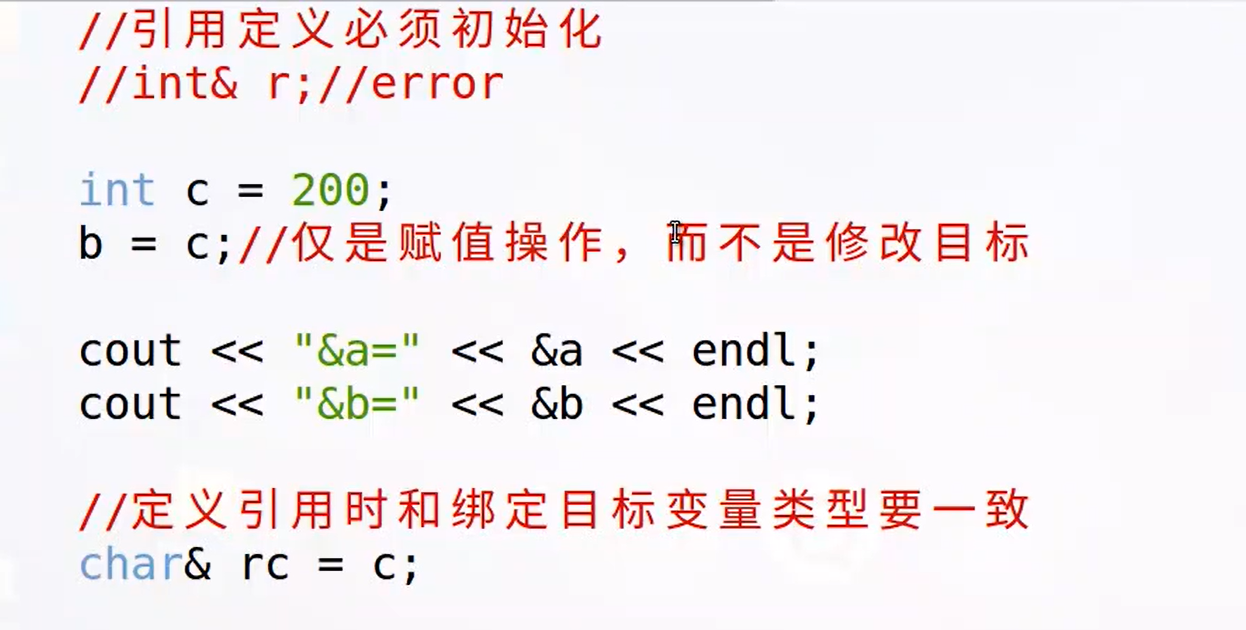 //引用定义必须初始化
//int& r;//error
int c = 200;
b = c;//仅是赋值操作，而不是修改目标
cout << "&a=" << &a << endl;
cout << "&b=" << &b << endl;
//定义引用时和绑定目标变量类型要一致
char& rc = c;